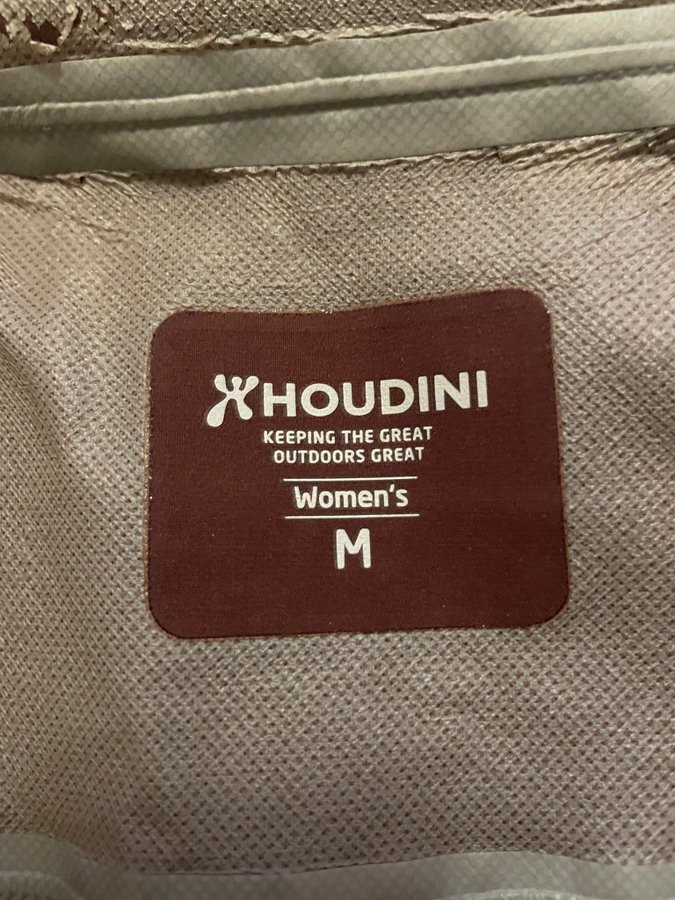 HOUDINI
KEEPING THE GREAT
OUTDOORS GREAT
Women's
M